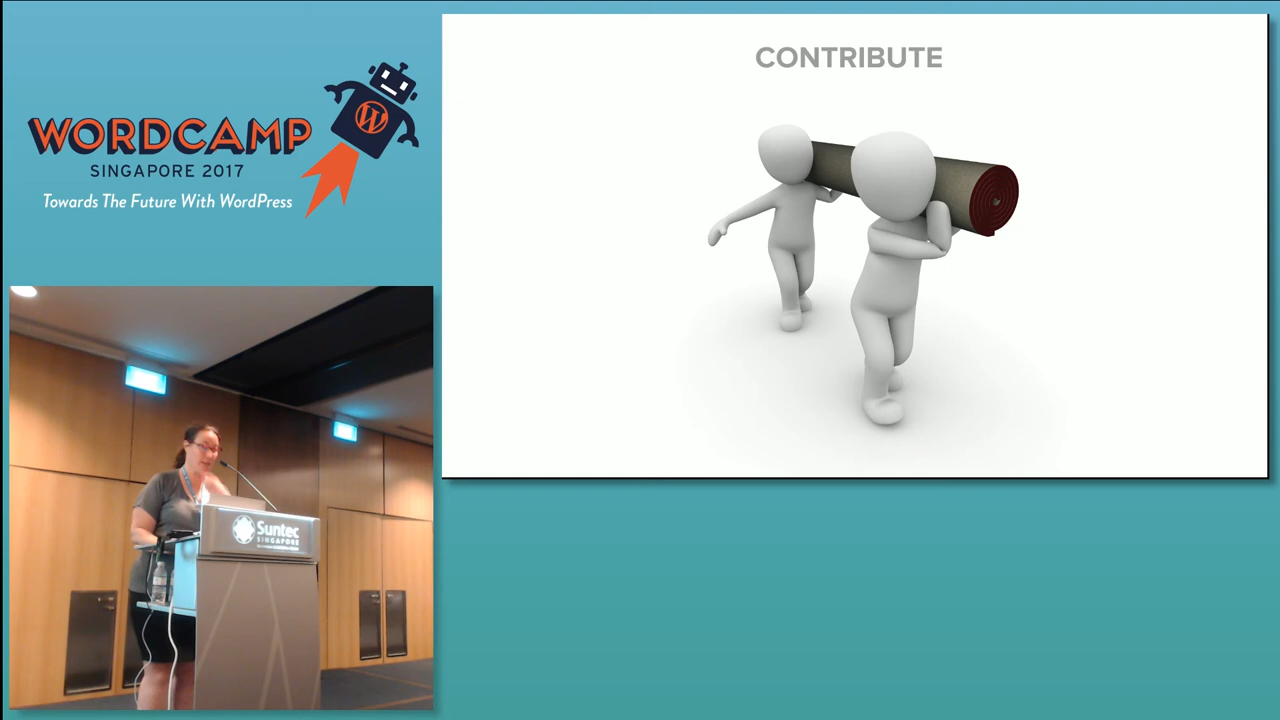 WORDCAMP
SINGAPORE 2017
Towards The Future With WordPress
CONTRIBUTE
Suntec
SINGAPORE